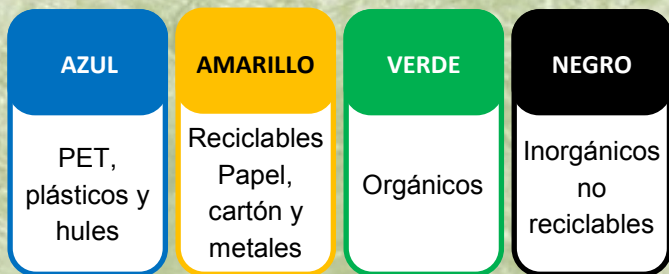 AZUL
PET,
plásticos y
hules
AMARILLO
Reciclables
Papel,
cartón y
metales
VERDE
Orgánicos
NEGRO
Inorgánicos
no
reciclables